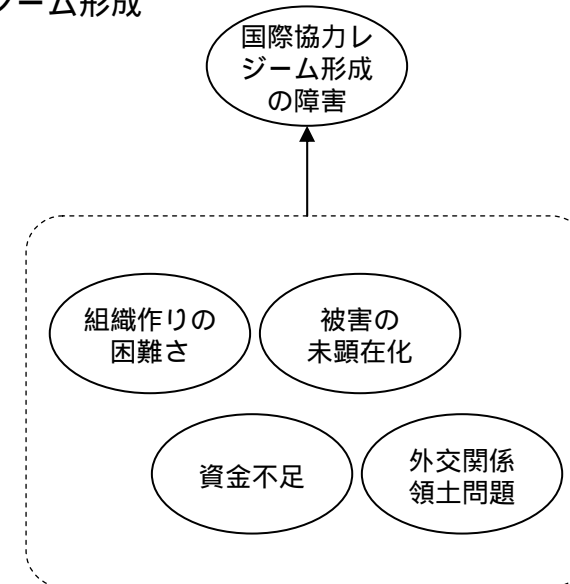 ジーム形成
国際協力レ
ジーム形成
の障害
組織作りの
困難さ
被害の
未顕在化
資金不足
外交関係
領土問題